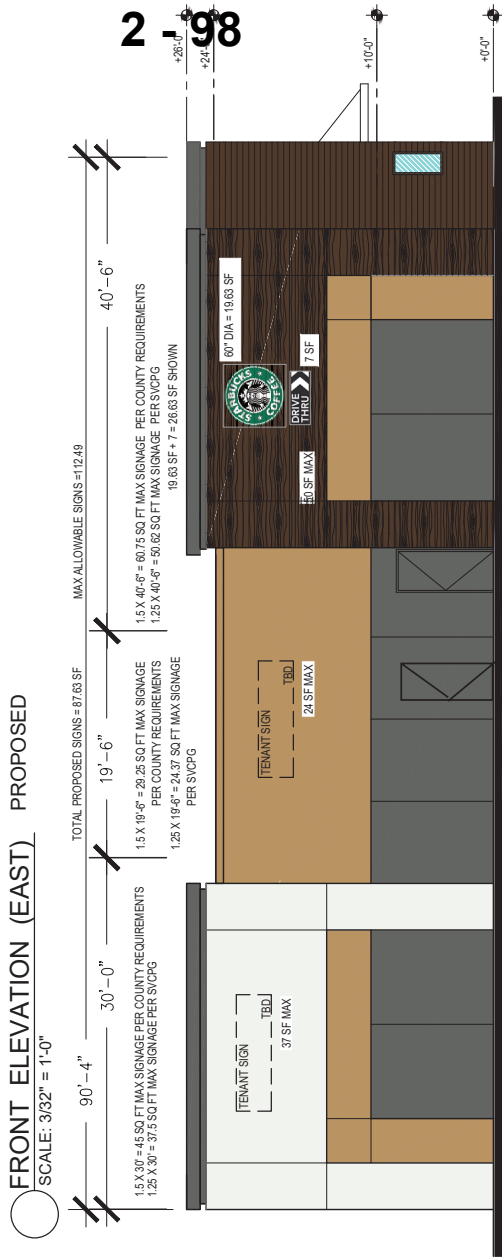 2 - 98
FRONT ELEVATION (EAST) PROPOSED
SCALE: 3/32" = 1'-0"
90'-4"
TOTAL PROPOSED SIGNS = 87.63 SF
MAX ALLOWABLE SIGNS =112.49
30'-0"
19'-6"
40'-6"
1.5 X 30' = 45 SQ FT MAX SIGNAGE PER COUNTY REQUIREMENTS
1.25 X 30' = 37.5 SQ FT MAX SIGNAGE PER SVCPG
1.5 X 19'-6" = 29.25 SQ FT MAX SIGNAGE
PER COUNTY REQUIREMENTS
1.25 X 19'-6" = 24.37 SQ FT MAX SIGNAGE
PER SVCPG
1.5 X 40'-6" = 60.75 SQ FT MAX SIGNAGE PER COUNTY REQUIREMENTS
1.25 X 40'-6" = 50.62 SQ FT MAX SIGNAGE PER SVCPG
19.63 SF + 7 = 26.63 SF SHOWN
+26'-0"
+24'-0"
+10'-0"
+0'-0"
TENANT SIGN
TBD
37 SF MAX
TENANT SIGN
TBD
24 SF MAX
60" DIA = 19.63 SF
STARBUCKS
COFFEE
DRIVE
THRU
7 SF
50 SF MAX